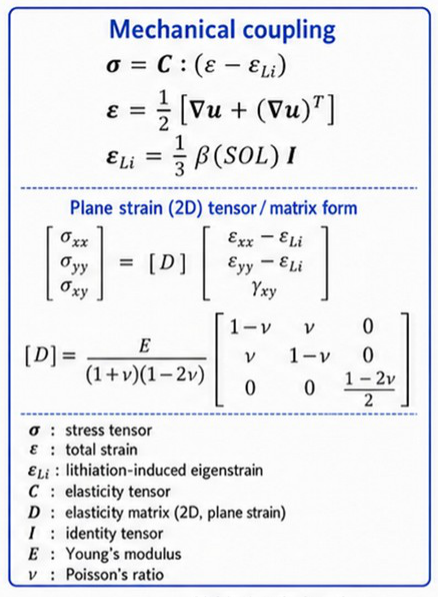 Mechanical coupling
σ = C : (ε − ε_Li)
ε = 1/2 [∇u + (∇u)^T]
ε_Li = 1/3 β(SOL) I
Plane strain (2D) tensor / matrix form
[σ_xx σ_yy σ_xy] = [D] [ε_xx − ε_Li ε_yy − ε_Li γ_xy]
[D] = E / (1+ν)(1−2ν) [1−ν ν 0
ν 1−ν 0
0 0 (1 − 2ν)/2]
σ : stress tensor
ε : total strain
ε_Li : lithiation-induced eigenstrain
C : elasticity tensor
D : elasticity matrix (2D, plane strain)
I : identity tensor
E : Young's modulus
ν : Poisson's ratio